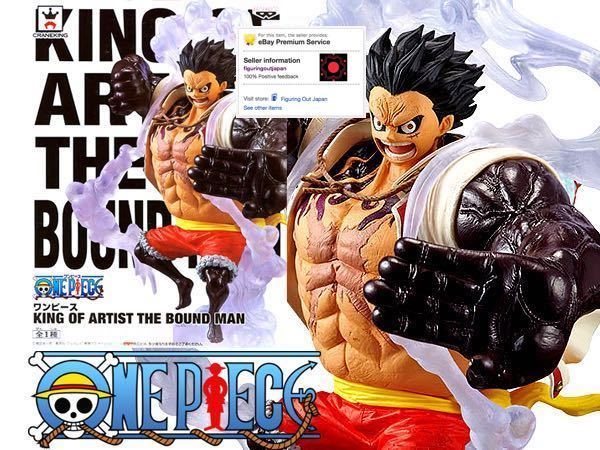 CRANEKING
KING OF
ARTIST
THE
BOUND
For this item, the seller provides:
eBay Premium Service
Seller information
figuringoutjapan
100% Positive feedback
Visit store: Figuring Out Japan
See other items
ONE PIECE
ワンピース
KING OF ARTIST THE BOUND MAN
全1種
ONE PIECE